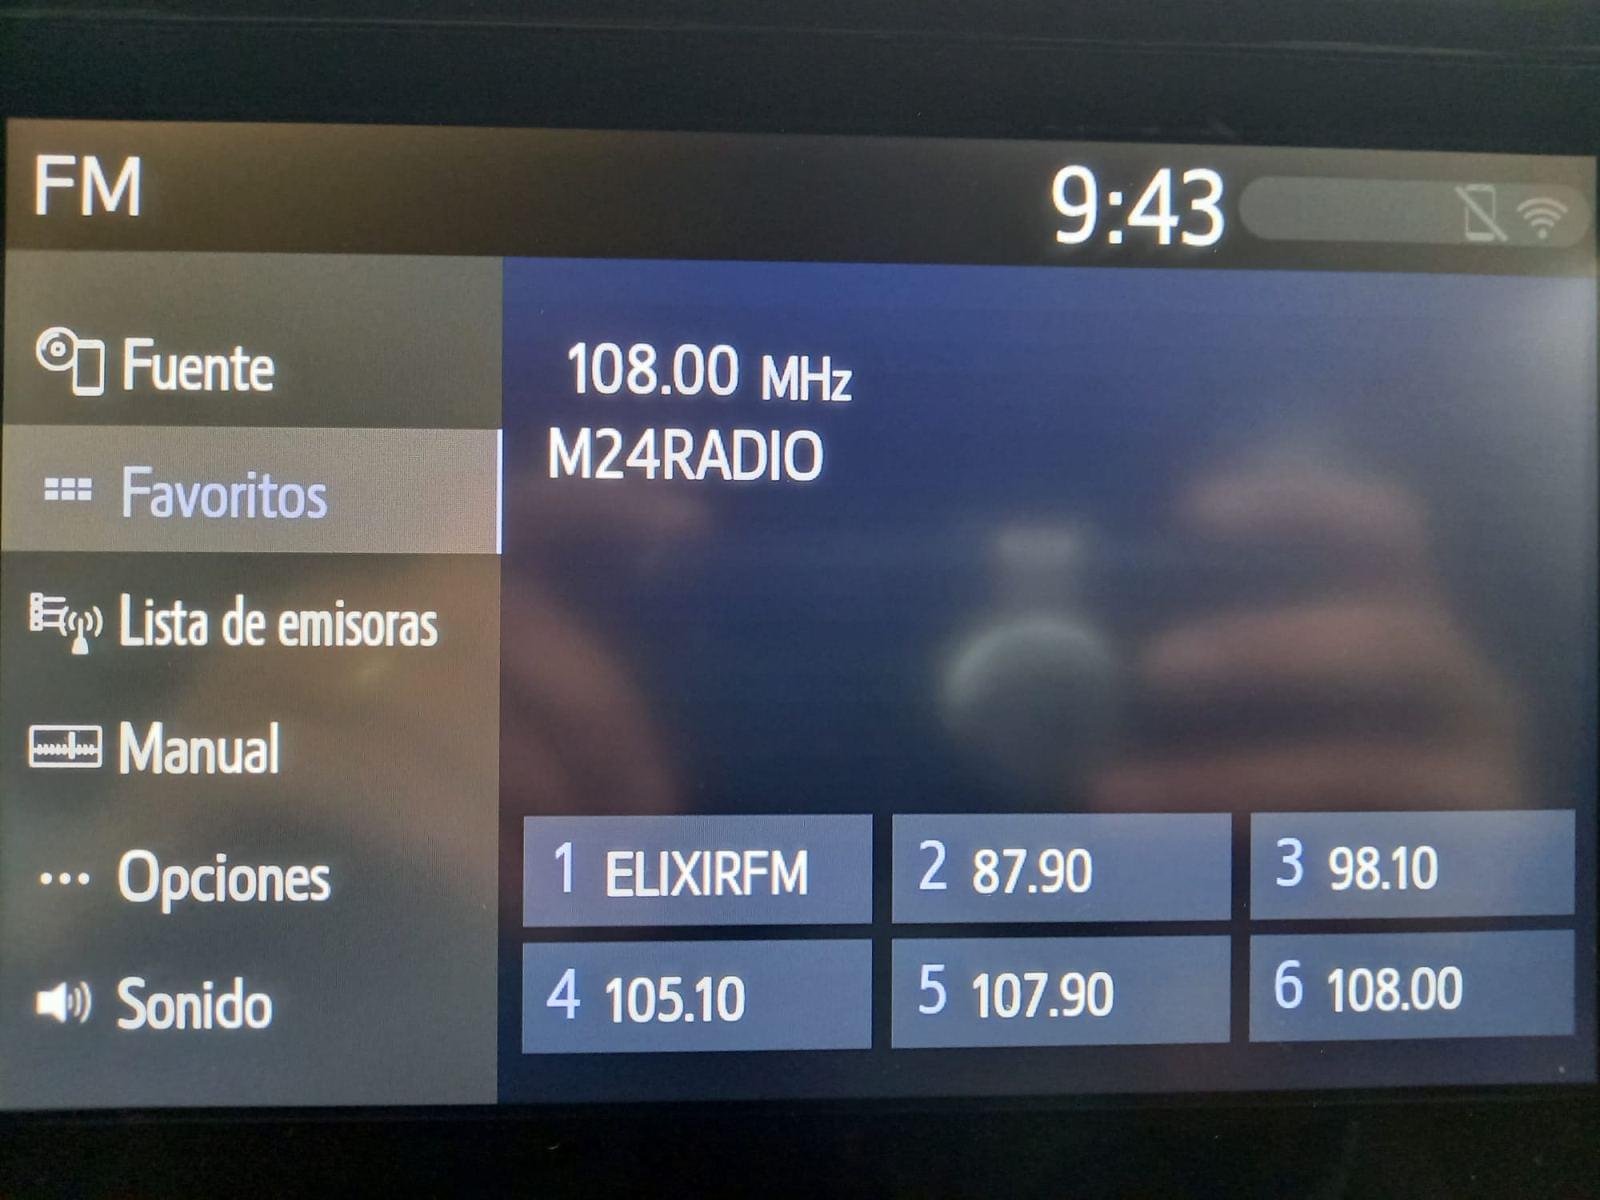 FM
9:43
Fuente
Favoritos
Lista de emisoras
Manual
Opciones
Sonido
108.00 MHz
M24RADIO
1 ELIXIRFM
2 87.90
3 98.10
4 105.10
5 107.90
6 108.00